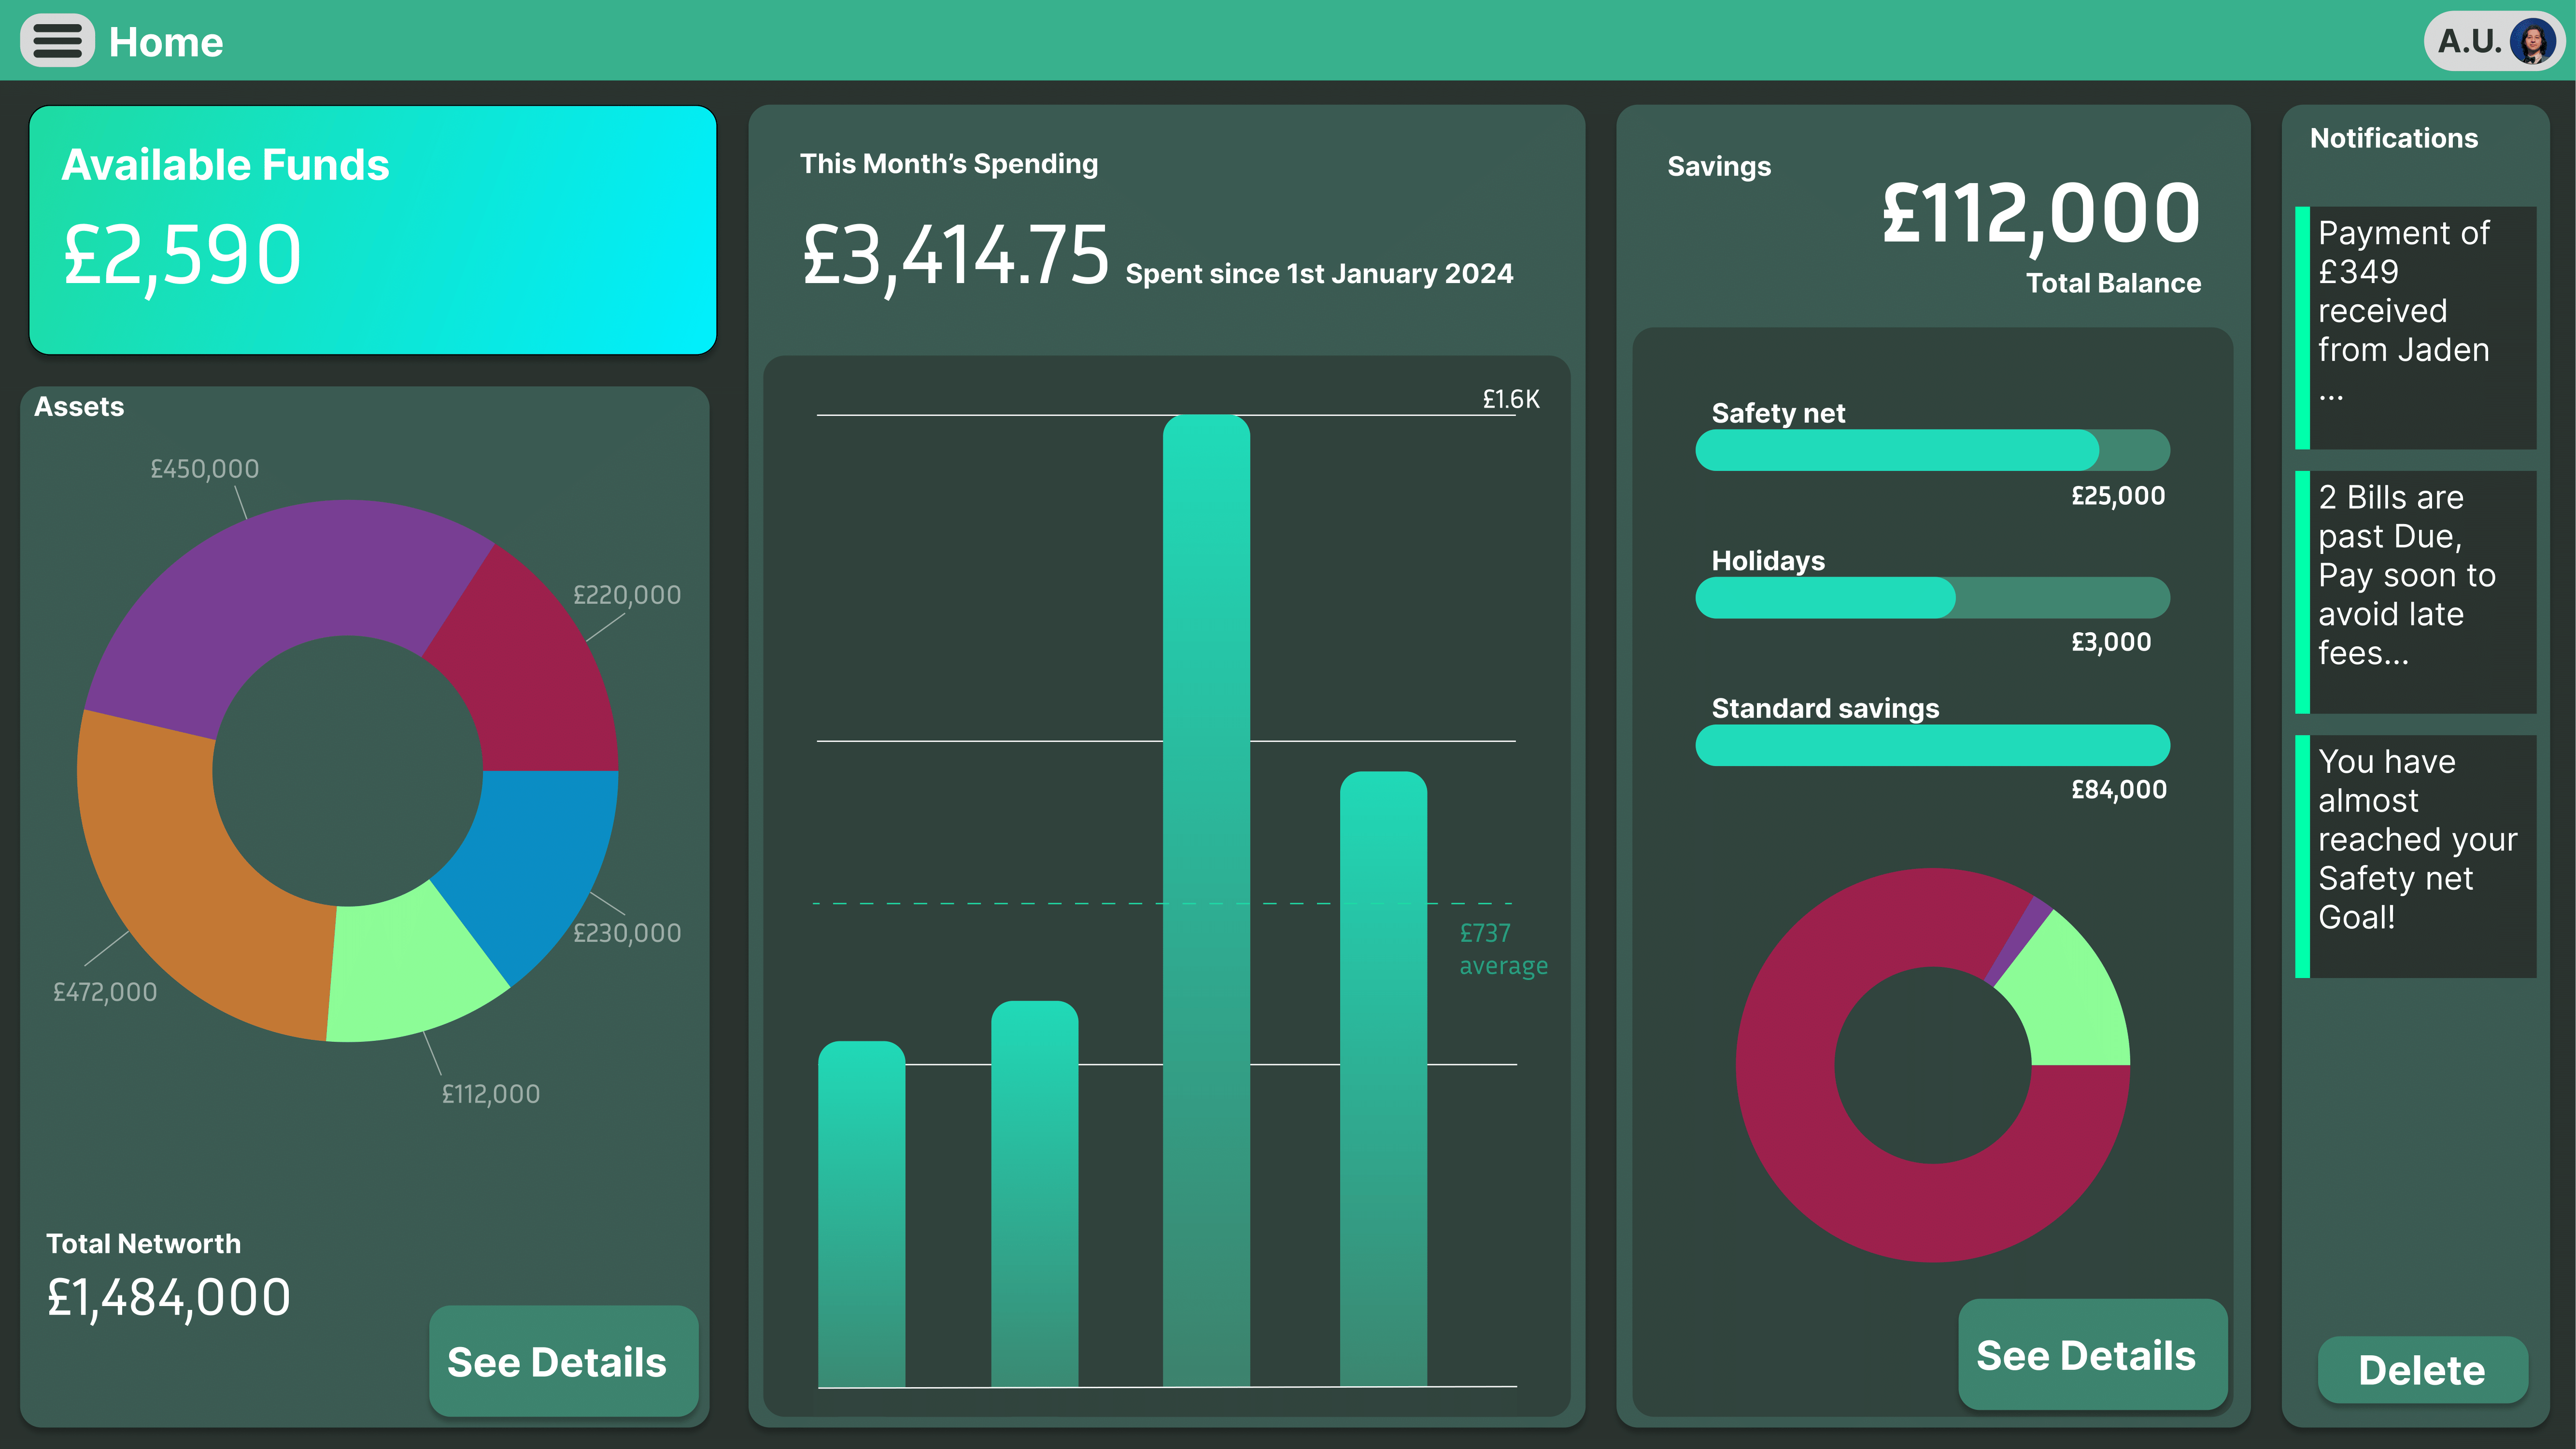 Home
A.U.
Available Funds
£2,590
Assets
£450,000
£220,000
£230,000
£472,000
£112,000
Total Networth
£1,484,000
See Details
This Month’s Spending
£3,414.75 Spent since 1st January 2024
£1.6K
£737
average
Savings
£112,000
Total Balance
Safety net
£25,000
Holidays
£3,000
Standard savings
£84,000
See Details
Notifications
Payment of
£349
received
from Jaden
...
2 Bills are
past Due,
Pay soon to
avoid late
fees...
You have
almost
reached your
Safety net
Goal!
Delete